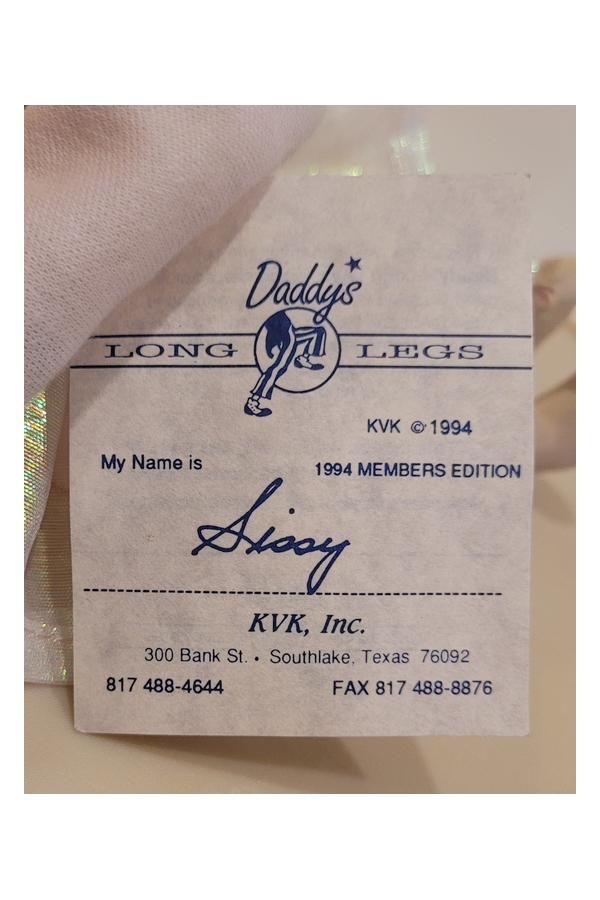 Daddy's
LONG LEGS
KVK © 1994
My Name is
1994 MEMBERS EDITION
Sissy
KVK, Inc.
300 Bank St. • Southlake, Texas 76092
817 488-4644 FAX 817 488-8876